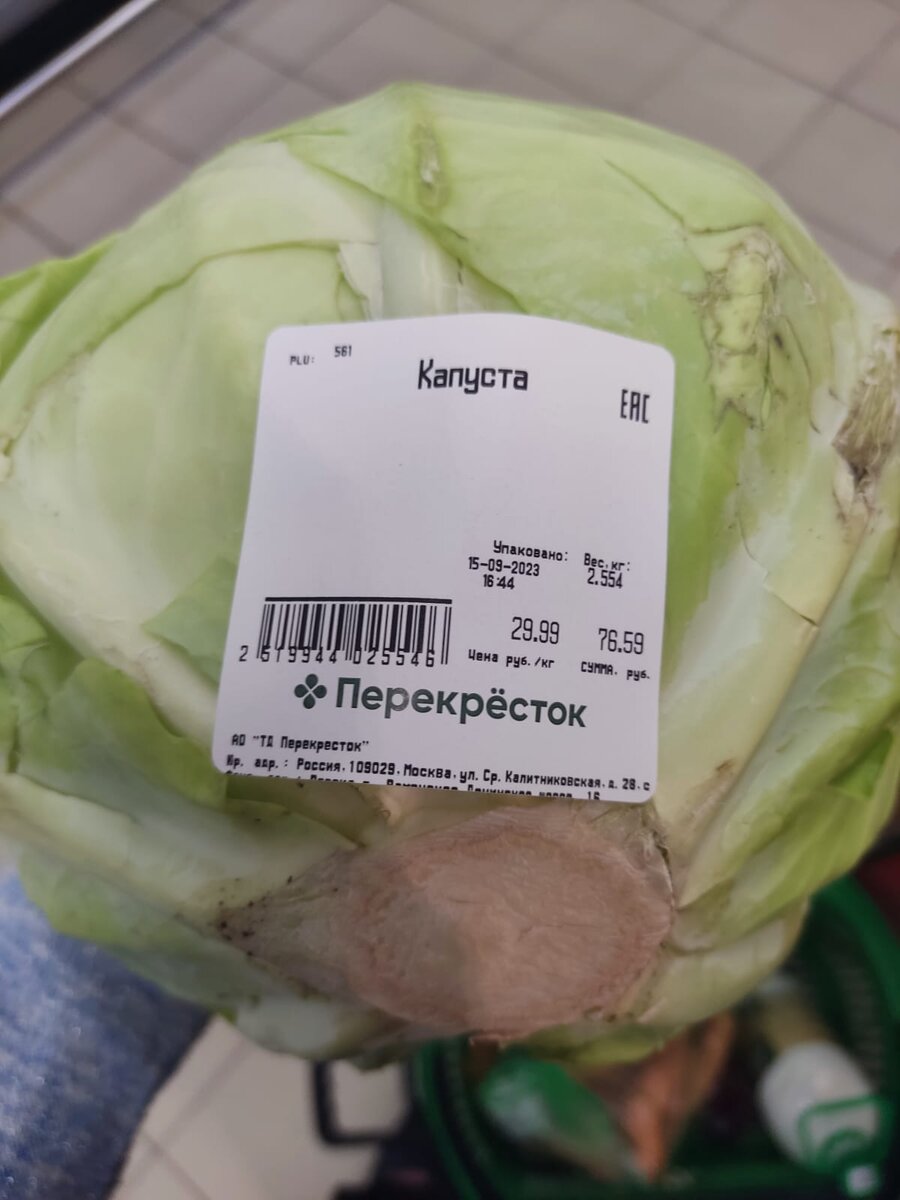 PLU: 561
Капуста
EAC
Упаковано: Вес.кг:
15-09-2023 2.554
16:44
29.99 76.59
Цена руб./кг СУММА. руб.
2 519944 025546
Перекрёсток
АО "ТД Перекресток"
Юр. адр.: Россия,109029,Москва,ул. Ср. Калитниковская,д.28,с